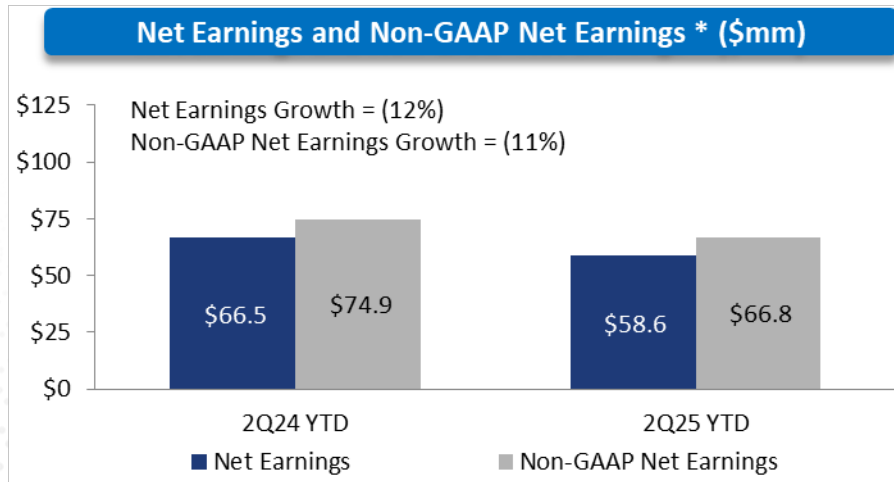 Net Earnings and Non-GAAP Net Earnings * ($mm)
Net Earnings Growth = (12%)
Non-GAAP Net Earnings Growth = (11%)
$125
$100
$75
$50
$25
$0
$66.5
$74.9
$58.6
$66.8
2Q24 YTD
2Q25 YTD
Net Earnings
Non-GAAP Net Earnings